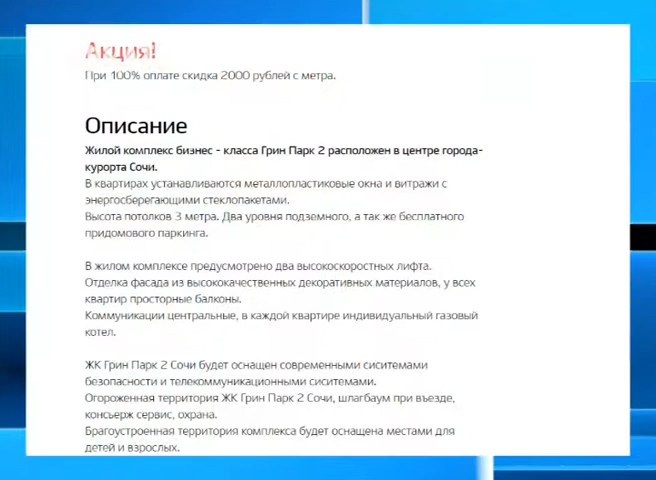 Акция!
При 100% оплате скидка 2000 рублей с метра.
Описание
Жилой комплекс бизнес - класса Грин Парк 2 расположен в центре города-
курорта Сочи.
В квартирах устанавливаются металлопластиковые окна и витражи с
энергосберегающими стеклопакетами.
Высота потолков 3 метра. Два уровня подземного, а так же бесплатного
придомового паркинга.
В жилом комплексе предусмотрено два высокоскоростных лифта.
Отделка фасада из высококачественных декоративных материалов, у всех
квартир просторные балконы.
Коммуникации центральные, в каждой квартире индивидуальный газовый
котел.
ЖК Грин Парк 2 Сочи будет оснащен современными сиситемами
безопасности и телекоммуникационными сиситемами.
Огороженная территория ЖК Грин Парк 2 Сочи, шлагбаум при въезде,
консьерж сервис, охрана.
Брагоустроенная территория комплекса будет оснащена местами для
детей и взрослых.